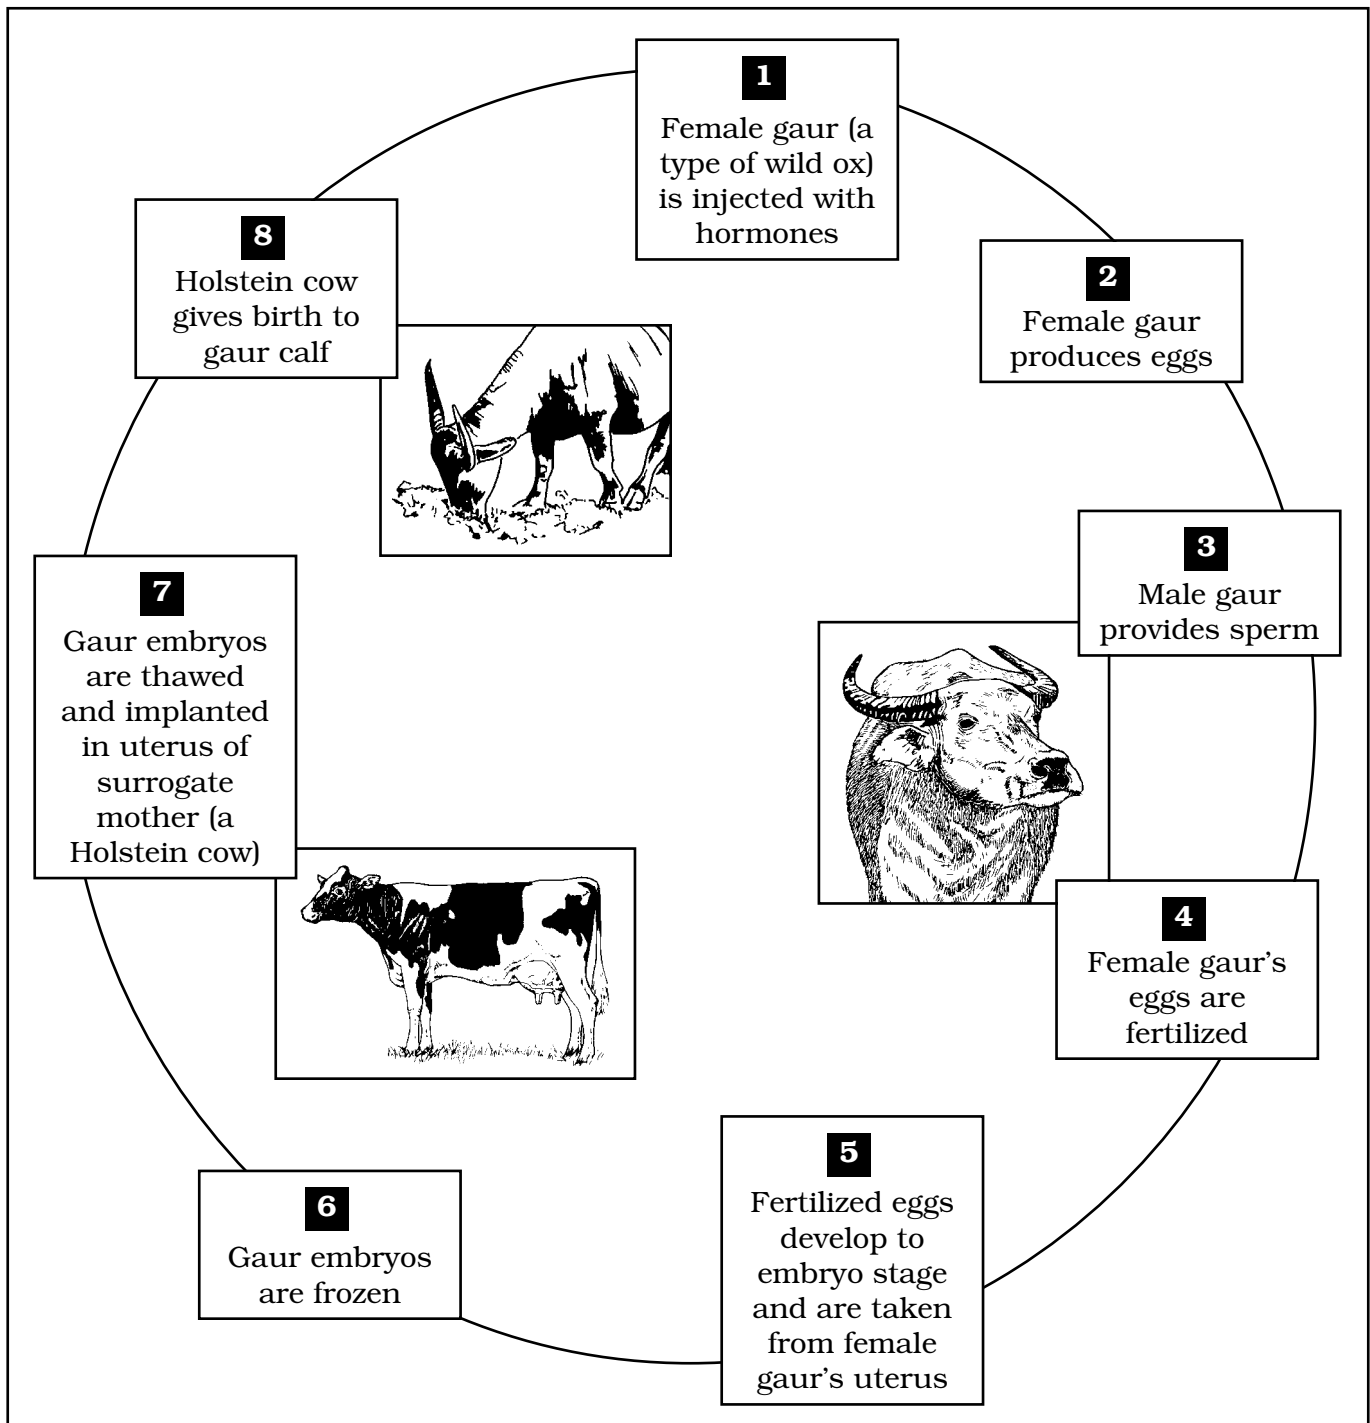 1
Female gaur (a
type of wild ox)
is injected with
hormones
2
Female gaur
produces eggs
3
Male gaur
provides sperm
4
Female gaur’s
eggs are
fertilized
5
Fertilized eggs
develop to
embryo stage
and are taken
from female
gaur’s uterus
6
Gaur embryos
are frozen
7
Gaur embryos
are thawed
and implanted
in uterus of
surrogate
mother (a
Holstein cow)
8
Holstein cow
gives birth to
gaur calf